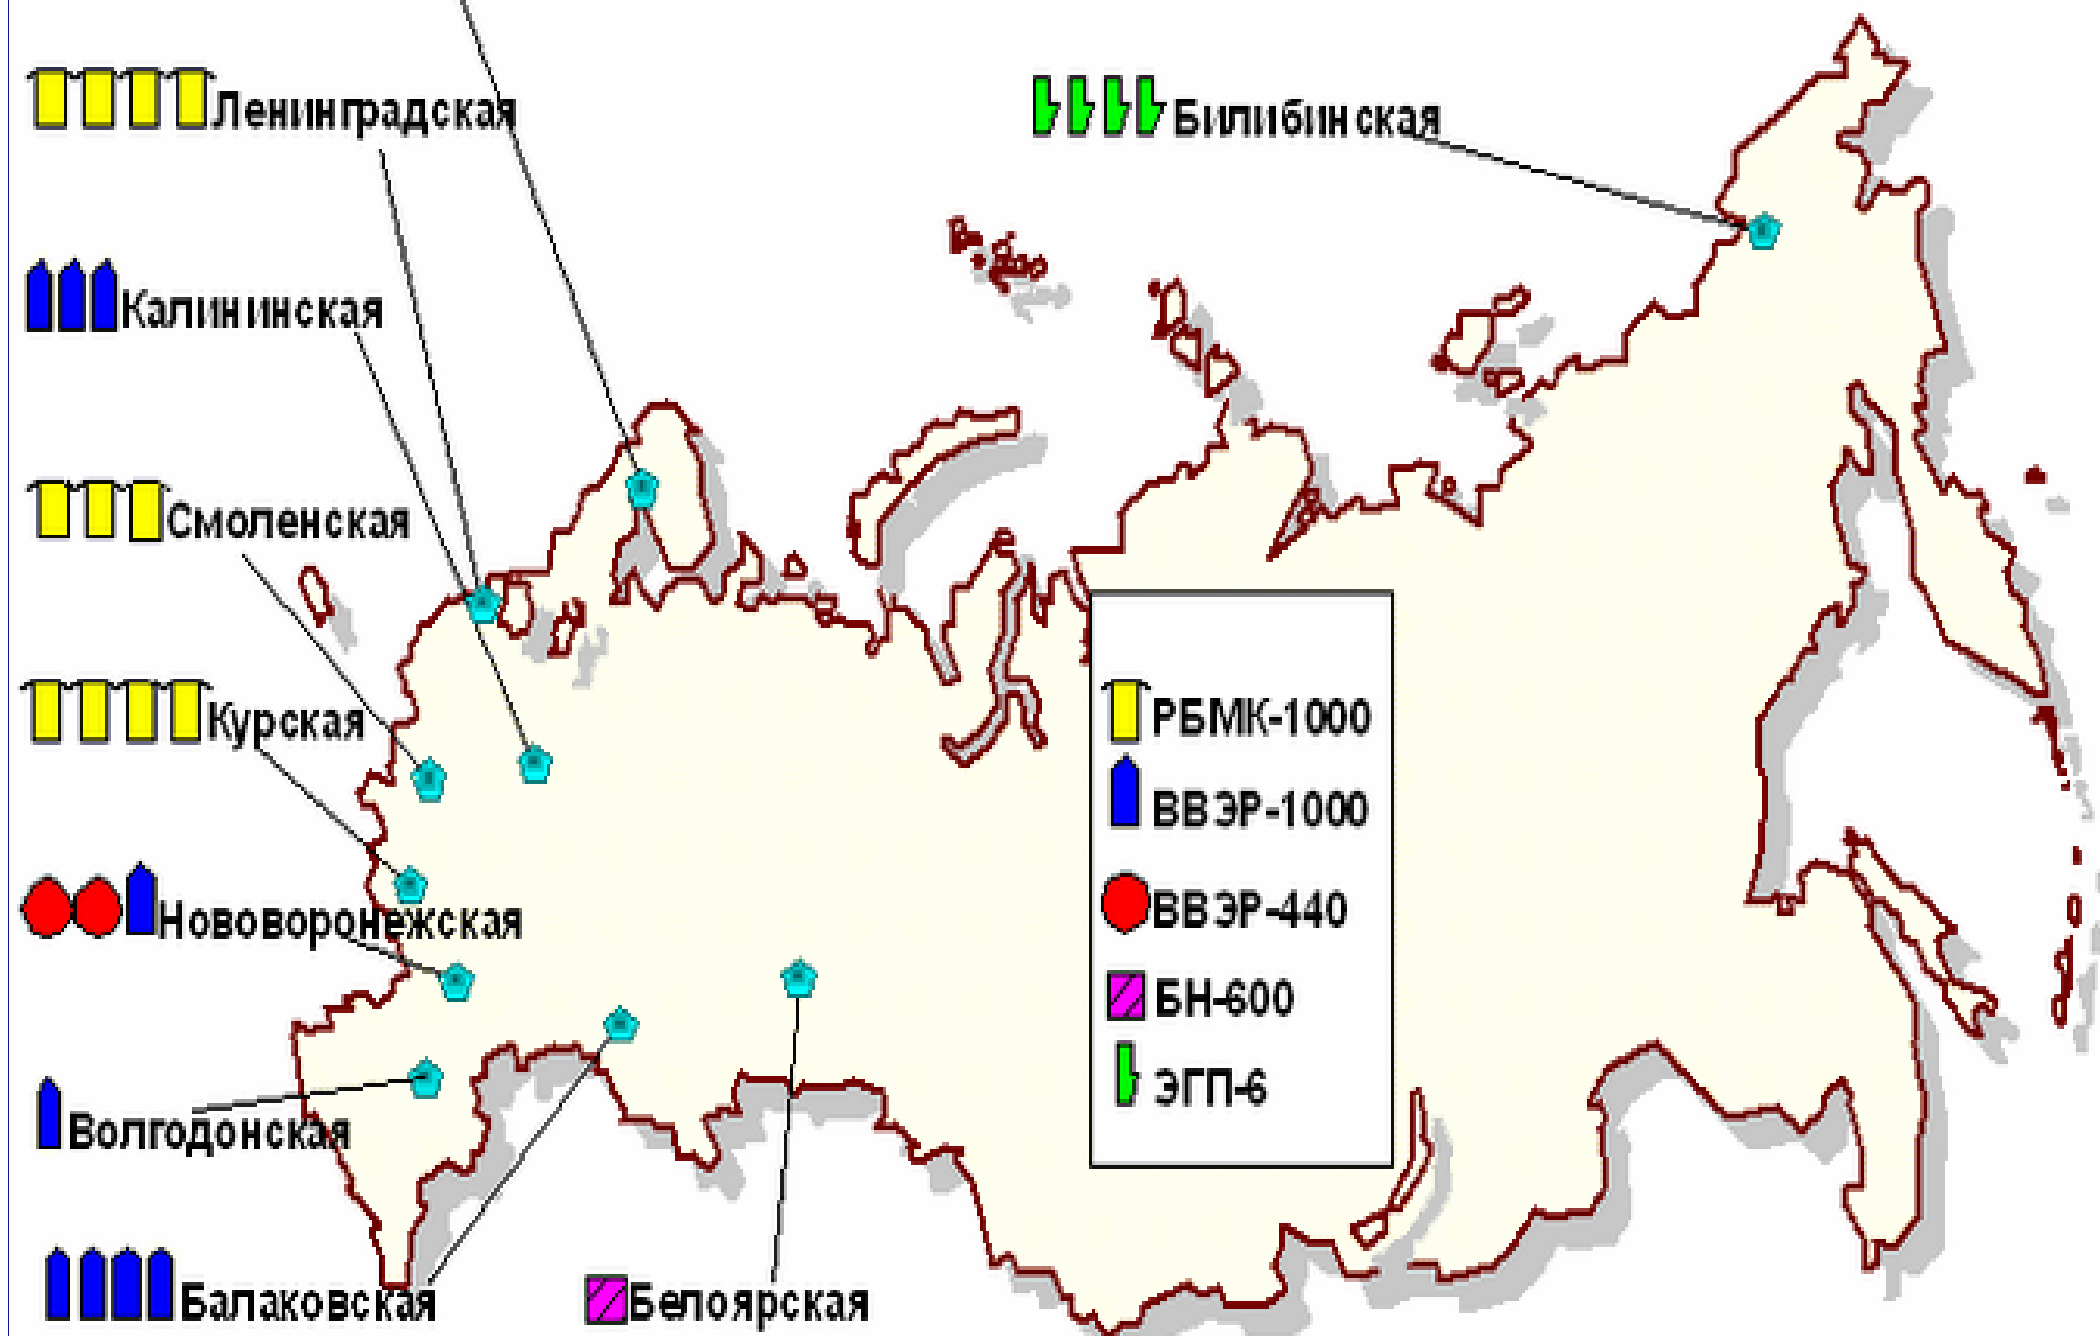 Ленинградская
Билибинская
Калининская
Смоленская
Курская
Нововоронежская
Волгодонская
Балаковская
Белоярская
РБМК-1000
ВВЭР-1000
ВВЭР-440
БН-600
ЭГП-6